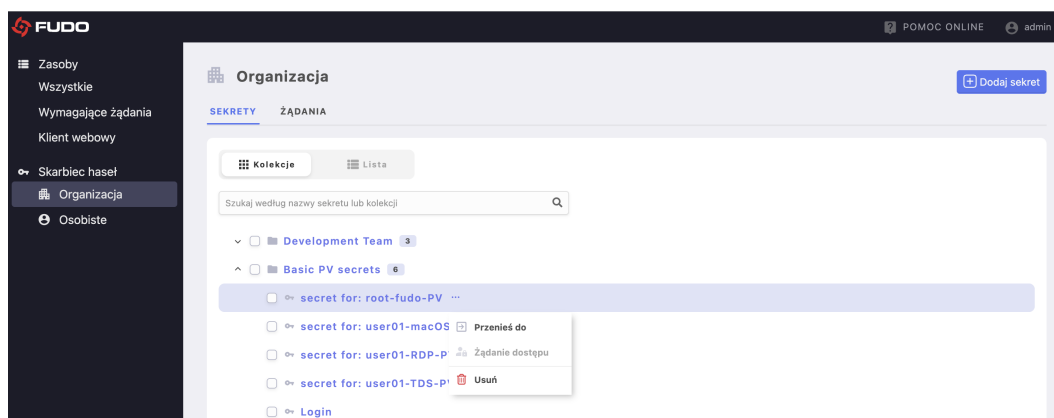 FUDO
POMOC ONLINE
admin
Zasoby
Wszystkie
Wymagające żądania
Klient webowy
Skarbiec haseł
Organizacja
Osobiste
Organizacja
Dodaj sekret
SEKRETY ŻĄDANIA
Kolekcje Lista
Szukaj według nazwy sekretu lub kolekcji
Development Team 3
Basic PV secrets 6
secret for: root-fudo-PV ...
secret for: user01-macOS
secret for: user01-RDP-P
secret for: user01-TDS-P
Login
Przenieś do
Żądanie dostępu
Usuń